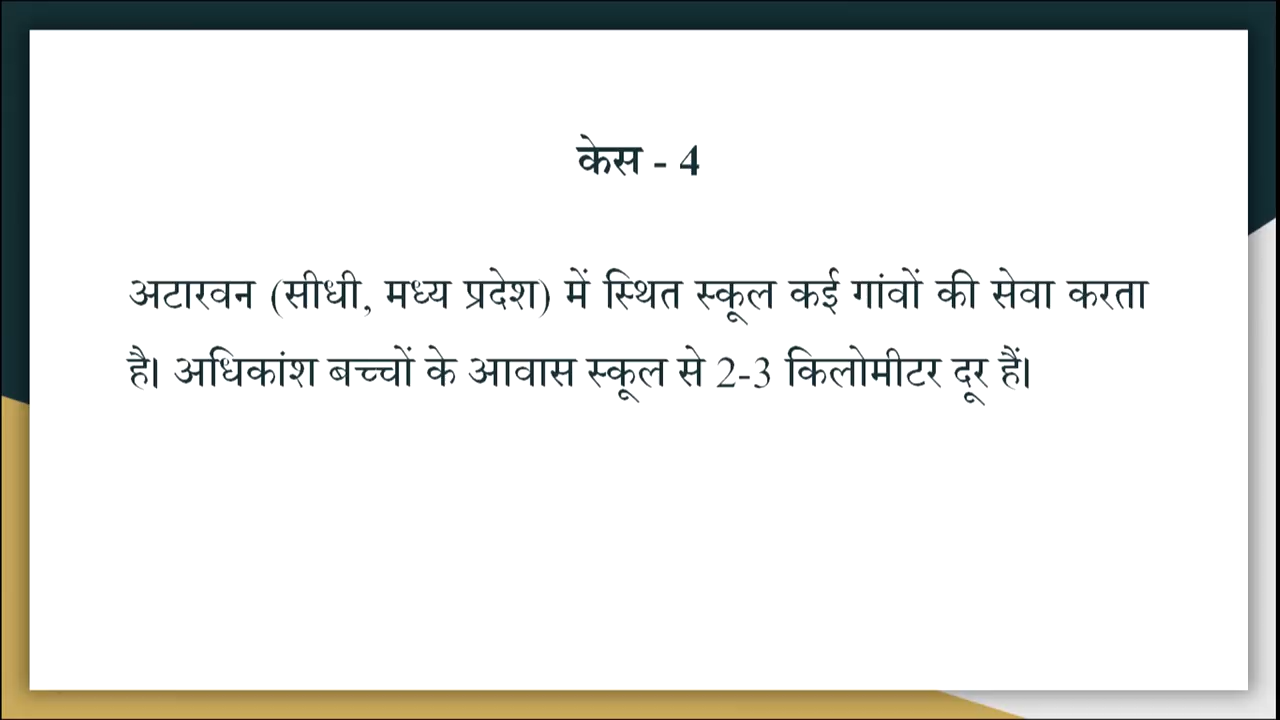 केस - 4
अटारवन (सीधी, मध्य प्रदेश) में स्थित स्कूल कई गांवों की सेवा करता
है। अधिकांश बच्चों के आवास स्कूल से 2-3 किलोमीटर दूर हैं।